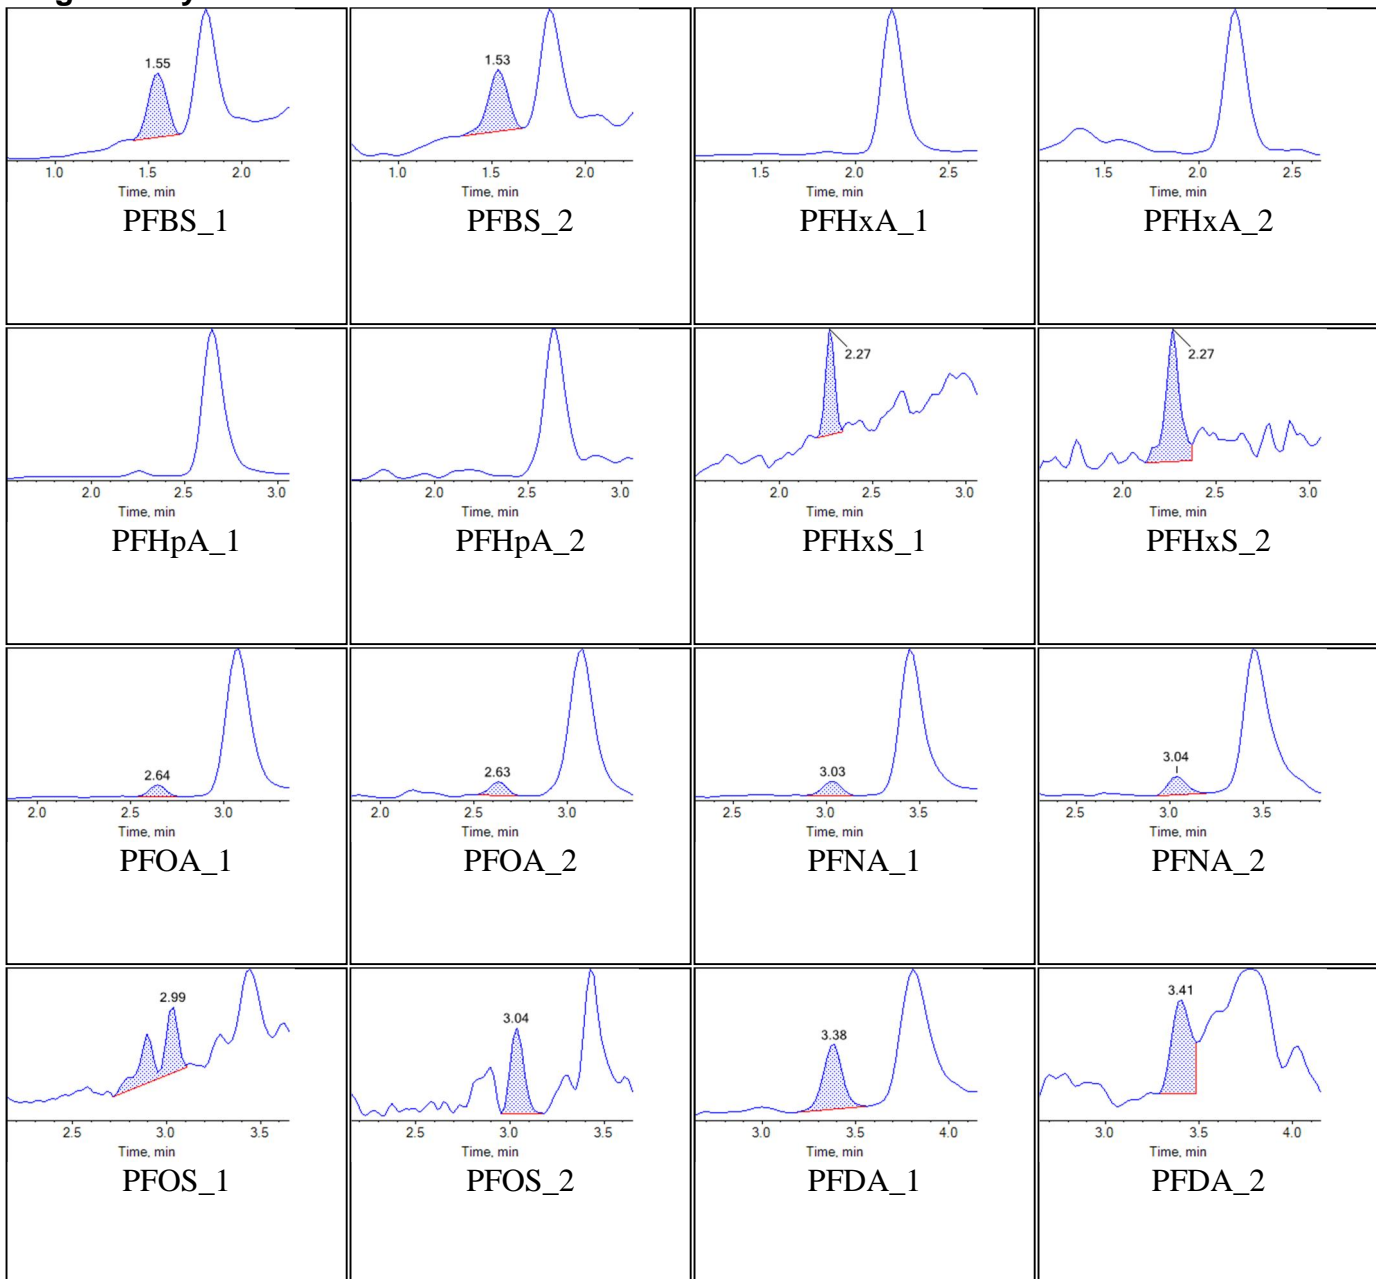 1.55
1.0 1.5 2.0
Time, min
PFBS_1
1.53
1.0 1.5 2.0
Time, min
PFBS_2
1.5 2.0 2.5
Time, min
PFHxA_1
1.5 2.0 2.5
Time, min
PFHxA_2
2.0 2.5 3.0
Time, min
PFHpA_1
2.0 2.5 3.0
Time, min
PFHpA_2
2.27
2.0 2.5 3.0
Time, min
PFHxS_1
2.27
2.0 2.5 3.0
Time, min
PFHxS_2
2.64
2.0 2.5 3.0
Time, min
PFOA_1
2.63
2.0 2.5 3.0
Time, min
PFOA_2
3.03
2.5 3.0 3.5
Time, min
PFNA_1
3.04
2.5 3.0 3.5
Time, min
PFNA_2
2.99
2.5 3.0 3.5
Time, min
PFOS_1
3.04
2.5 3.0 3.5
Time, min
PFOS_2
3.38
3.0 3.5 4.0
Time, min
PFDA_1
3.41
3.0 3.5 4.0
Time, min
PFDA_2